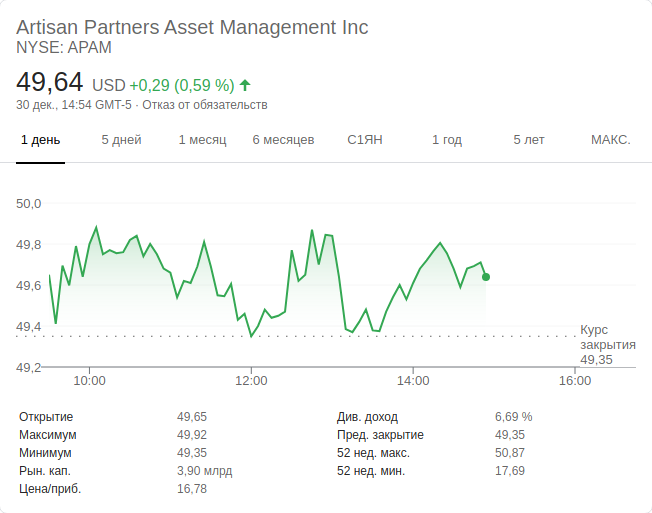 Artisan Partners Asset Management Inc
NYSE: APAM
49,64 USD +0,29 (0,59 %)
30 дек., 14:54 GMT-5 · Отказ от обязательств
1 день 5 дней 1 месяц 6 месяцев С1ЯН 1 год 5 лет МАКС.
50,0
49,8
49,6
49,4
Курс
закрытия
49,35
49,2
10:00 12:00 14:00 16:00
Открытие 49,65 Див. доход 6,69 %
Максимум 49,92 Пред. закрытие 49,35
Минимум 49,35 52 нед. макс. 50,87
Рын. кап. 3,90 млрд 52 нед. мин. 17,69
Цена/приб. 16,78